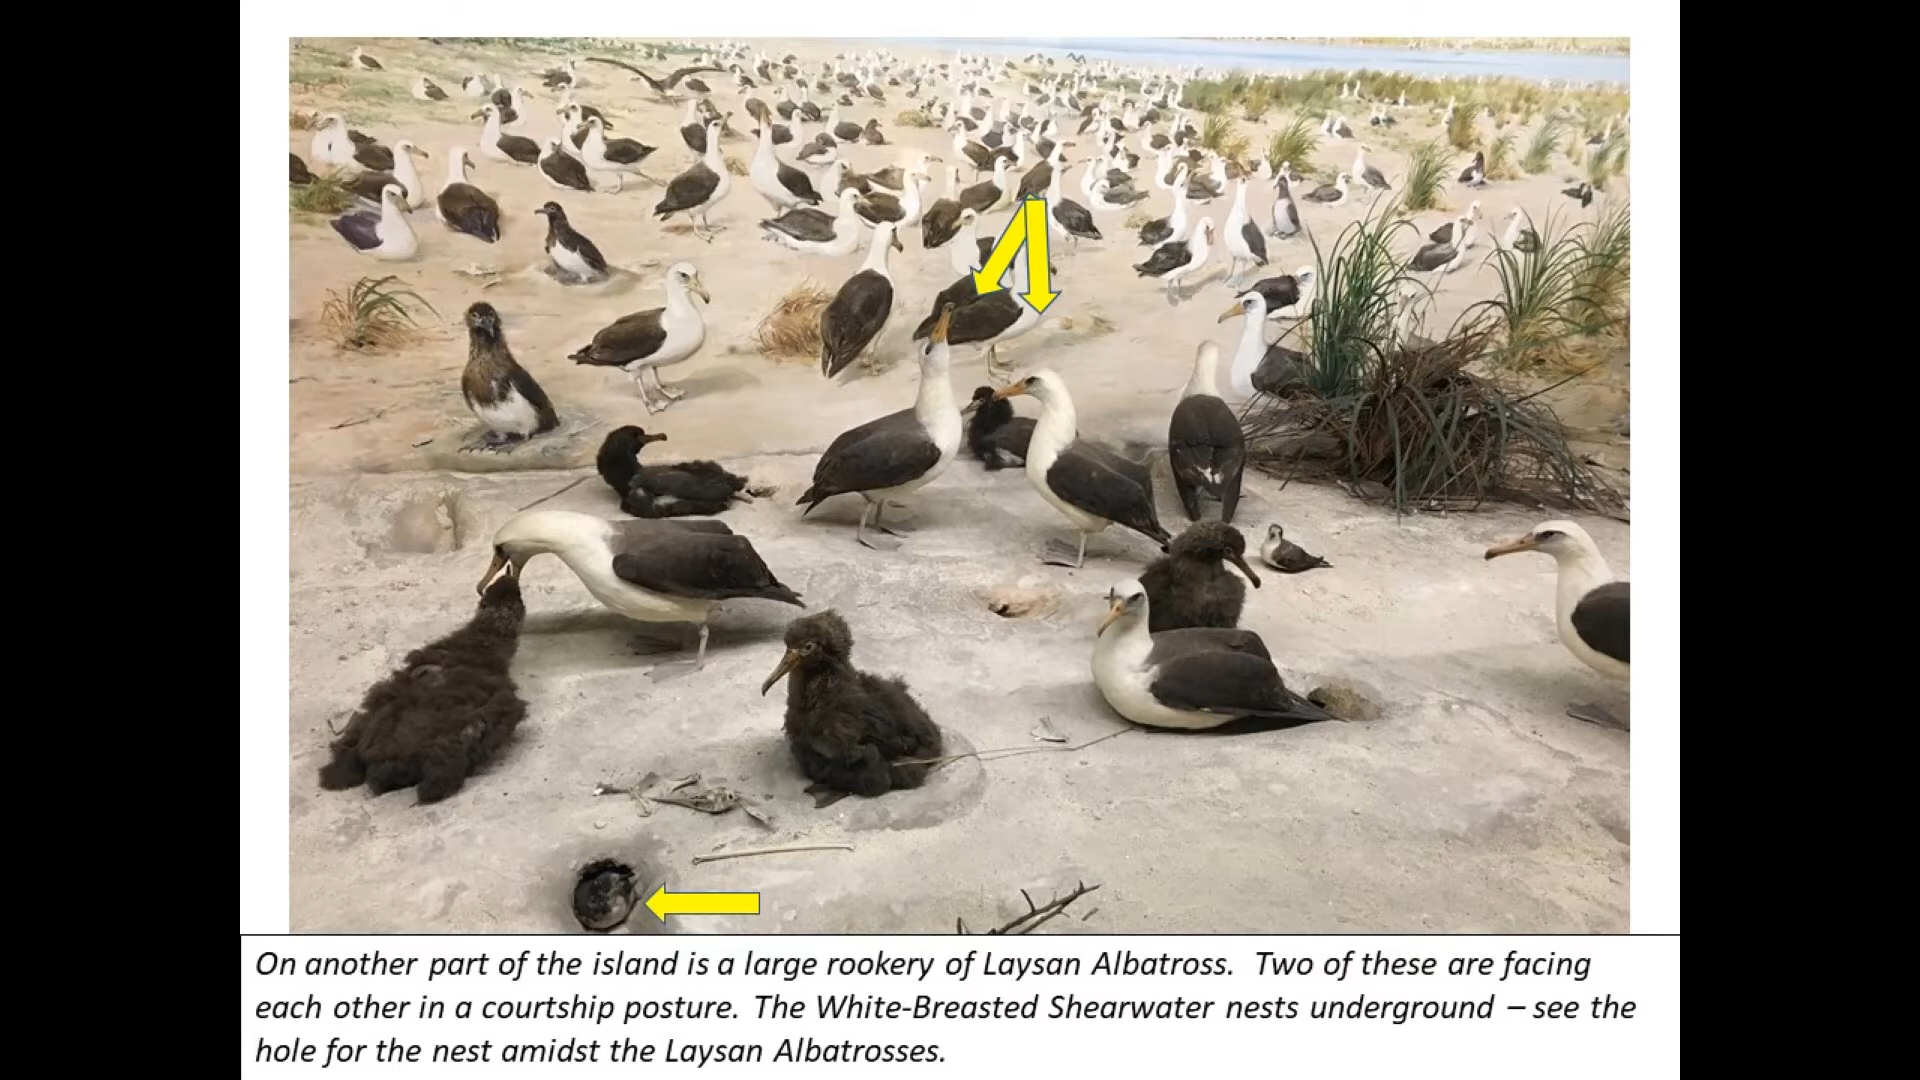 On another part of the island is a large rookery of Laysan Albatross.  Two of these are facing
each other in a courtship posture. The White-Breasted Shearwater nests underground – see the
hole for the nest amidst the Laysan Albatrosses.